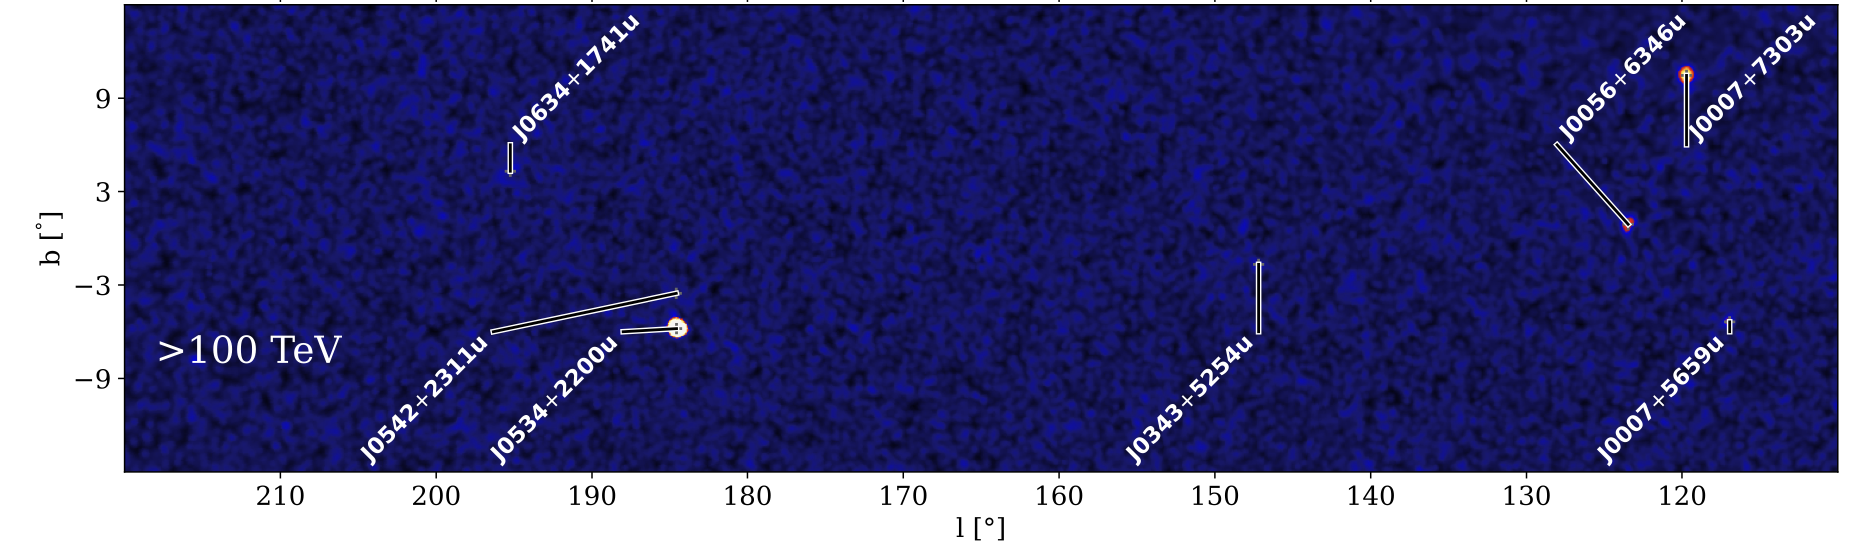 J0634+1741u
J0056+6346u
J0007+7303u
9
3
−3
−9
b [°]
>100 TeV
J0542+2311u
J0534+2200u
J0343+5254u
J0007+5659u
210 200 190 180 170 160 150 140 130 120
l [°]